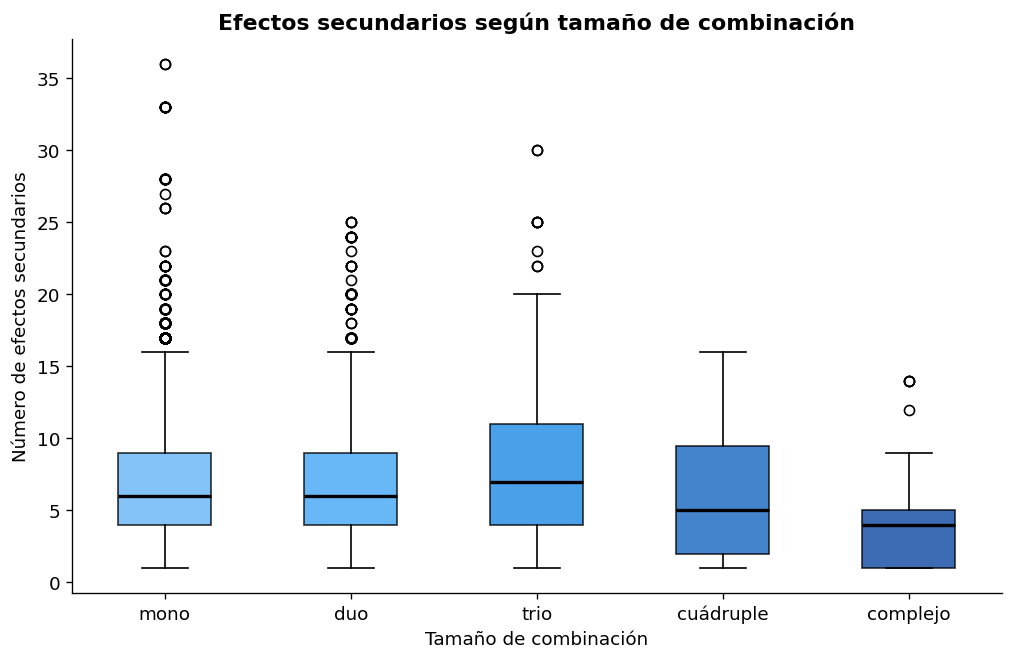 Efectos secundarios según tamaño de combinación
Número de efectos secundarios
35
30
25
20
15
10
5
0
mono duo trio cuádruple complejo
Tamaño de combinación